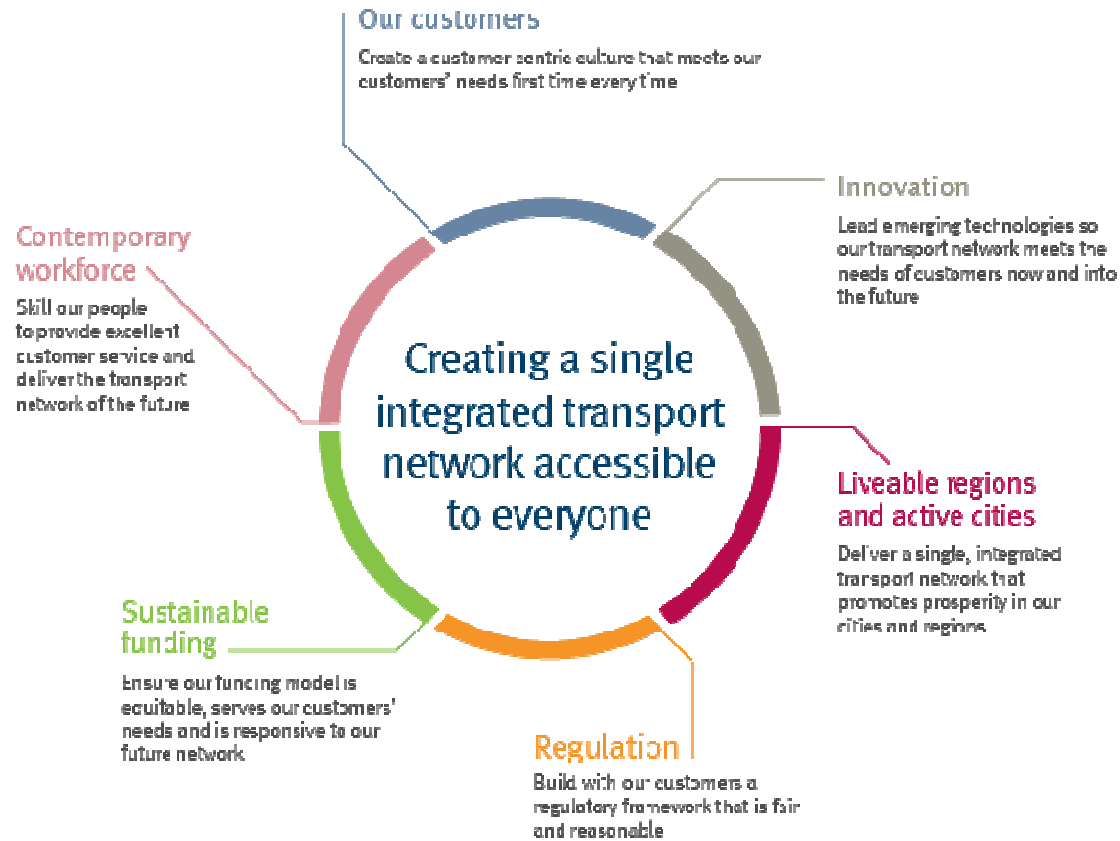 Our customers
Create a customer centric culture that meets our
customers' needs first time every time
Innovation
Lead emerging technologies so
our transport network meets the
needs of customers now and into
the future
Contemporary
workforce
Skill our people
to provide excellent
customer service and
deliver the transport
network of the future
Creating a single
integrated transport
network accessible
to everyone
Liveable regions
and active cities
Deliver a single, integrated
transport network that
promotes prosperity in our
cities and regions
Sustainable
funding
Ensure our funding model is
equitable, serves our customers'
needs and is responsive to our
future network
Regulation
Build with our customers a
regulatory framework that is fair
and reasonable